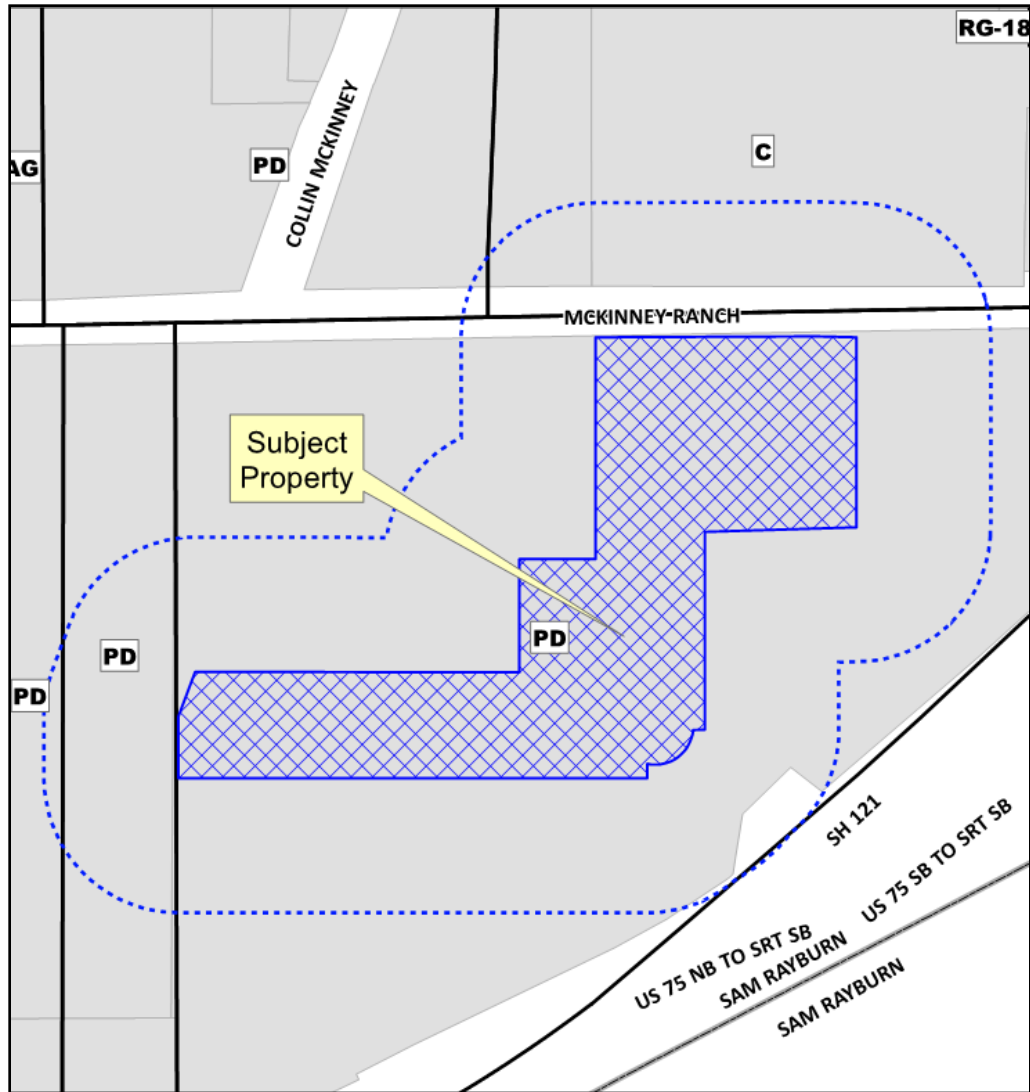 RG-18
AG
PD
COLLIN MCKINNEY
C
MCKINNEY RANCH
Subject
Property
PD
PD
PD
SH 121
US 75 SB TO SRT SB
US 75 NB TO SRT SB
SAM RAYBURN
SAM RAYBURN